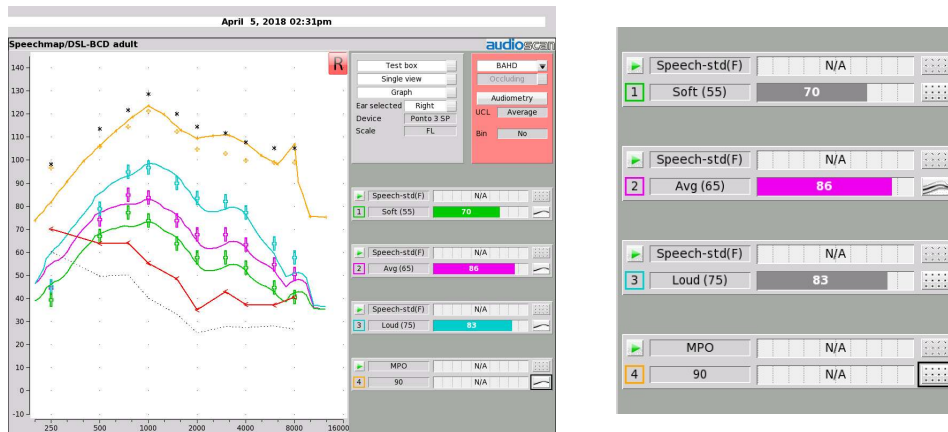 April 5, 2018 02:31pm
Speechmap/DSL-BCD adult
audioscan
R
140
130
120
110
100
90
80
70
60
50
40
30
20
10
0
-10
250 500 1000 2000 4000 8000 16000
Test box
Single view
Graph
Ear selected Right
Device Ponto 3 SP
Scale FL
BAHD
Occluding
Audiometry
UCL Average
Bin No
Speech-std(F) N/A
1 Soft (55) 70
Speech-std(F) N/A
2 Avg (65) 86
Speech-std(F) N/A
3 Loud (75) 83
MPO N/A
4 90 N/A
Speech-std(F) N/A
1 Soft (55) 70
Speech-std(F) N/A
2 Avg (65) 86
Speech-std(F) N/A
3 Loud (75) 83
MPO N/A
4 90 N/A